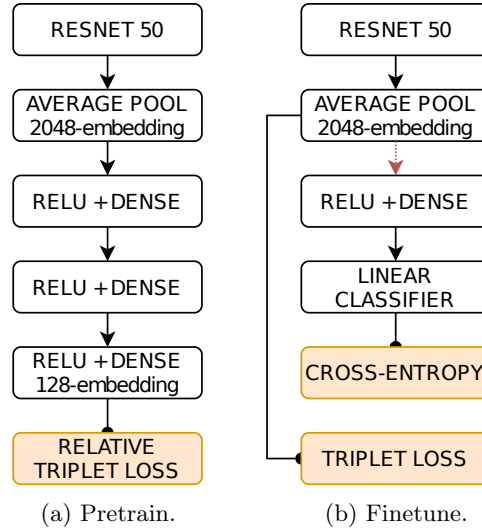 RESNET 50
AVERAGE POOL
2048-embedding
RELU +DENSE
RELU +DENSE
RELU +DENSE
128-embedding
RELATIVE
TRIPLET LOSS
(a) Pretrain.
RESNET 50
AVERAGE POOL
2048-embedding
RELU +DENSE
LINEAR
CLASSIFIER
CROSS-ENTROPY
TRIPLET LOSS
(b) Finetune.